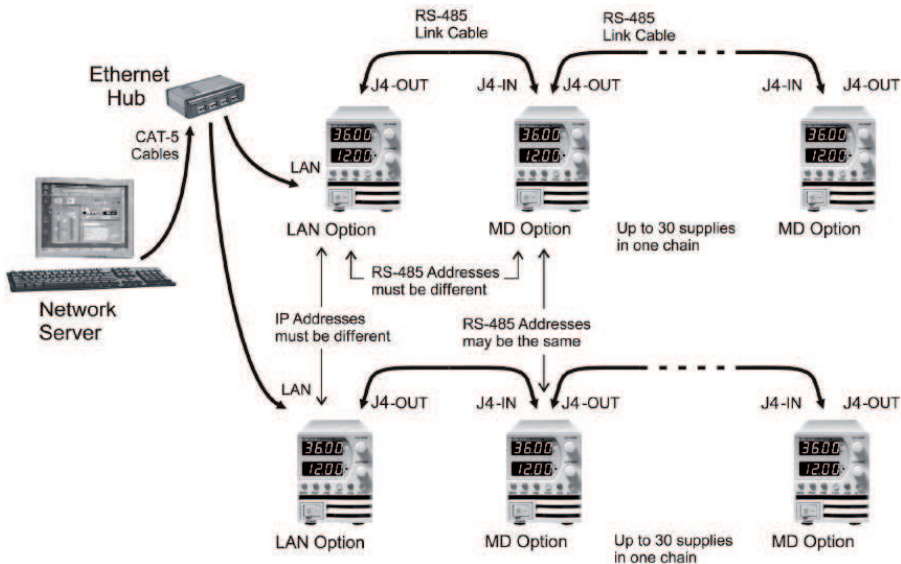 RS-485
Link Cable
RS-485
Link Cable
Ethernet
Hub
J4-OUT
J4-IN
J4-OUT
J4-IN
J4-OUT
CAT-5
Cables
36.00
12.00
36.00
12.00
36.00
12.00
LAN
LAN Option
MD Option
Up to 30 supplies
in one chain
MD Option
RS-485 Addresses
must be different
Network
Server
IP Addresses
must be different
RS-485 Addresses
may be the same
LAN
J4-OUT
J4-IN
J4-OUT
J4-IN
J4-OUT
36.00
12.00
36.00
12.00
36.00
12.00
LAN Option
MD Option
Up to 30 supplies
in one chain
MD Option